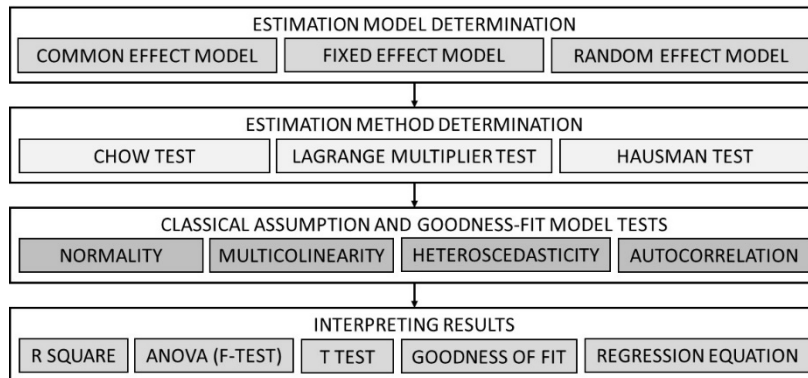 ESTIMATION MODEL DETERMINATION
COMMON EFFECT MODEL
FIXED EFFECT MODEL
RANDOM EFFECT MODEL
ESTIMATION METHOD DETERMINATION
CHOW TEST
LAGRANGE MULTIPLIER TEST
HAUSMAN TEST
CLASSICAL ASSUMPTION AND GOODNESS-FIT MODEL TESTS
NORMALITY
MULTICOLINEARITY
HETEROSCEDASTICITY
AUTOCORRELATION
INTERPRETING RESULTS
R SQUARE
ANOVA (F-TEST)
T TEST
GOODNESS OF FIT
REGRESSION EQUATION